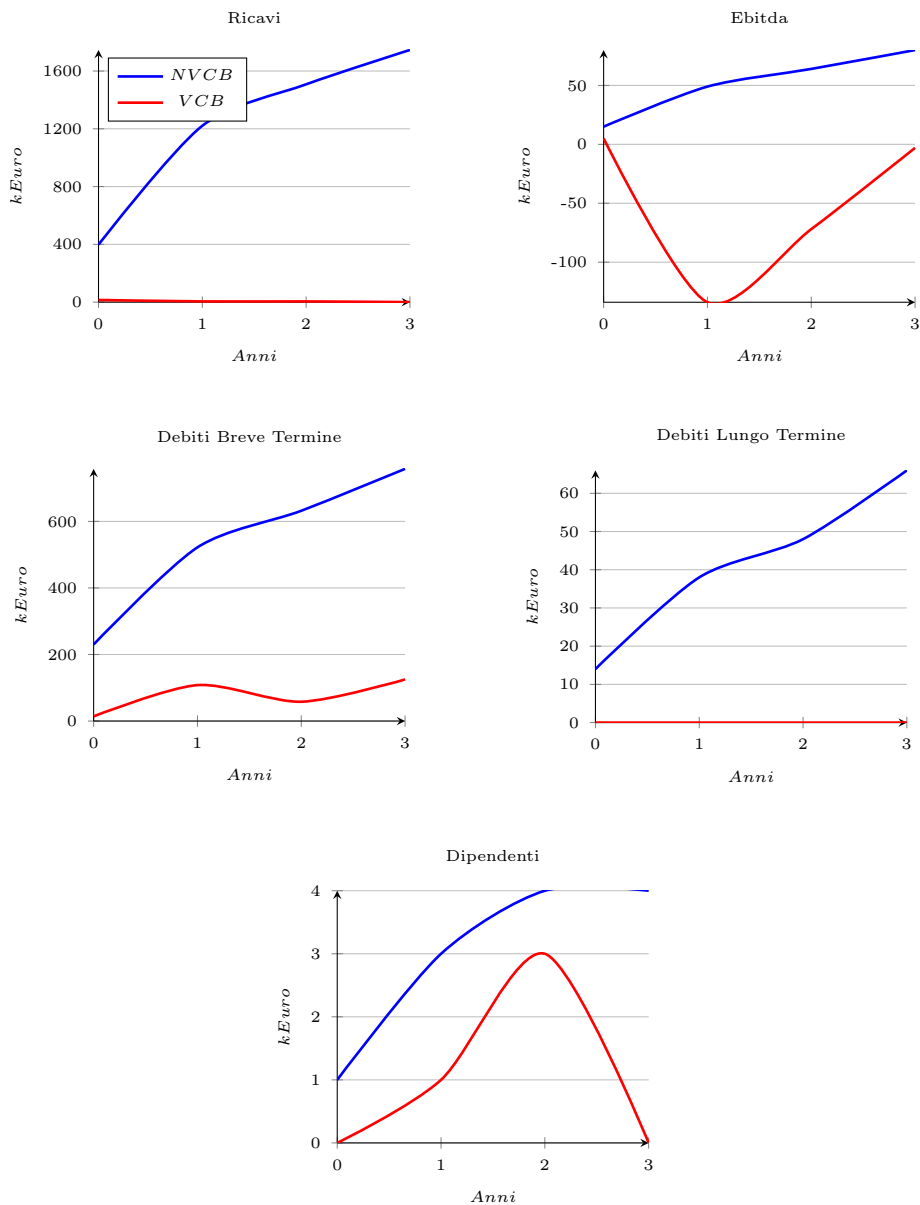 Ricavi
1600
1200
800
400
0
kEuro
NVCB
VCB
0 1 2 3
Anni
Ebitda
50
0
-50
-100
kEuro
0 1 2 3
Anni
Debiti Breve Termine
600
400
200
0
kEuro
0 1 2 3
Anni
Debiti Lungo Termine
60
50
40
30
20
10
0
kEuro
0 1 2 3
Anni
Dipendenti
4
3
2
1
0
kEuro
0 1 2 3
Anni